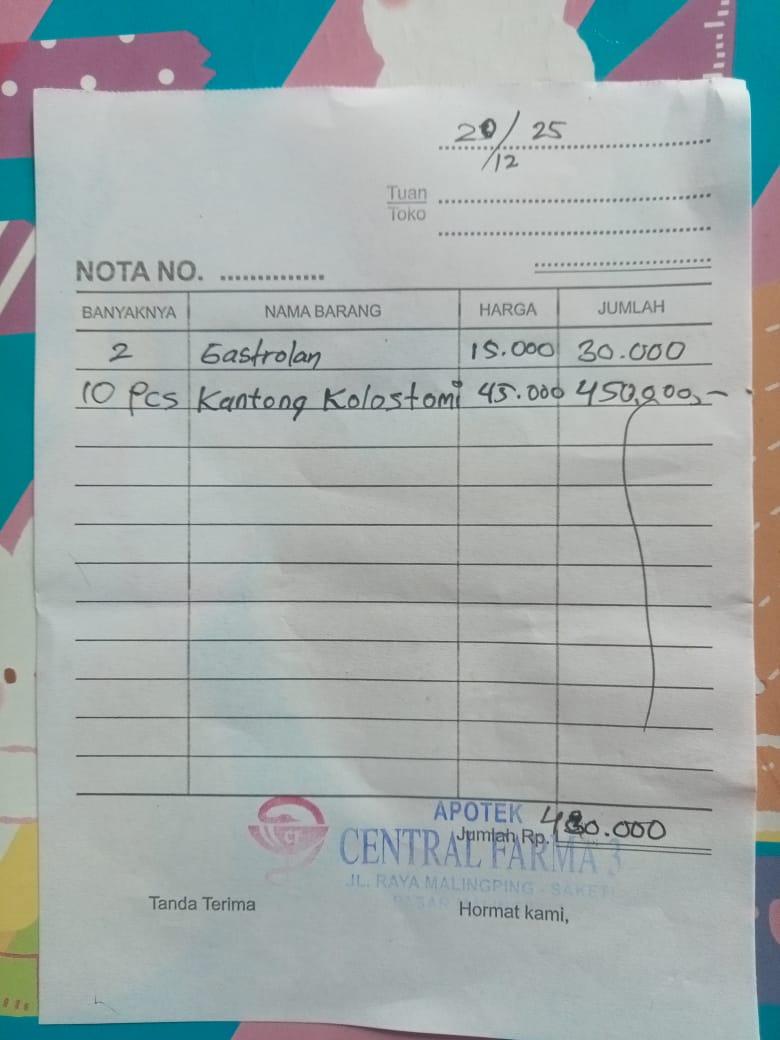 20/12 25
Tuan
Toko
NOTA NO. ..............
BANYAKNYA NAMA BARANG HARGA JUMLAH
2 Gastrolan 15.000 30.000
10 Pcs Kantong Kolostomi 45.000 450.000,-
APOTEK
Jumlah Rp. 480.000
CF
CENTRAL FARMA 3
JL. RAYA MALINGPING - SAKETI
PASAR
Tanda Terima
Hormat kami,